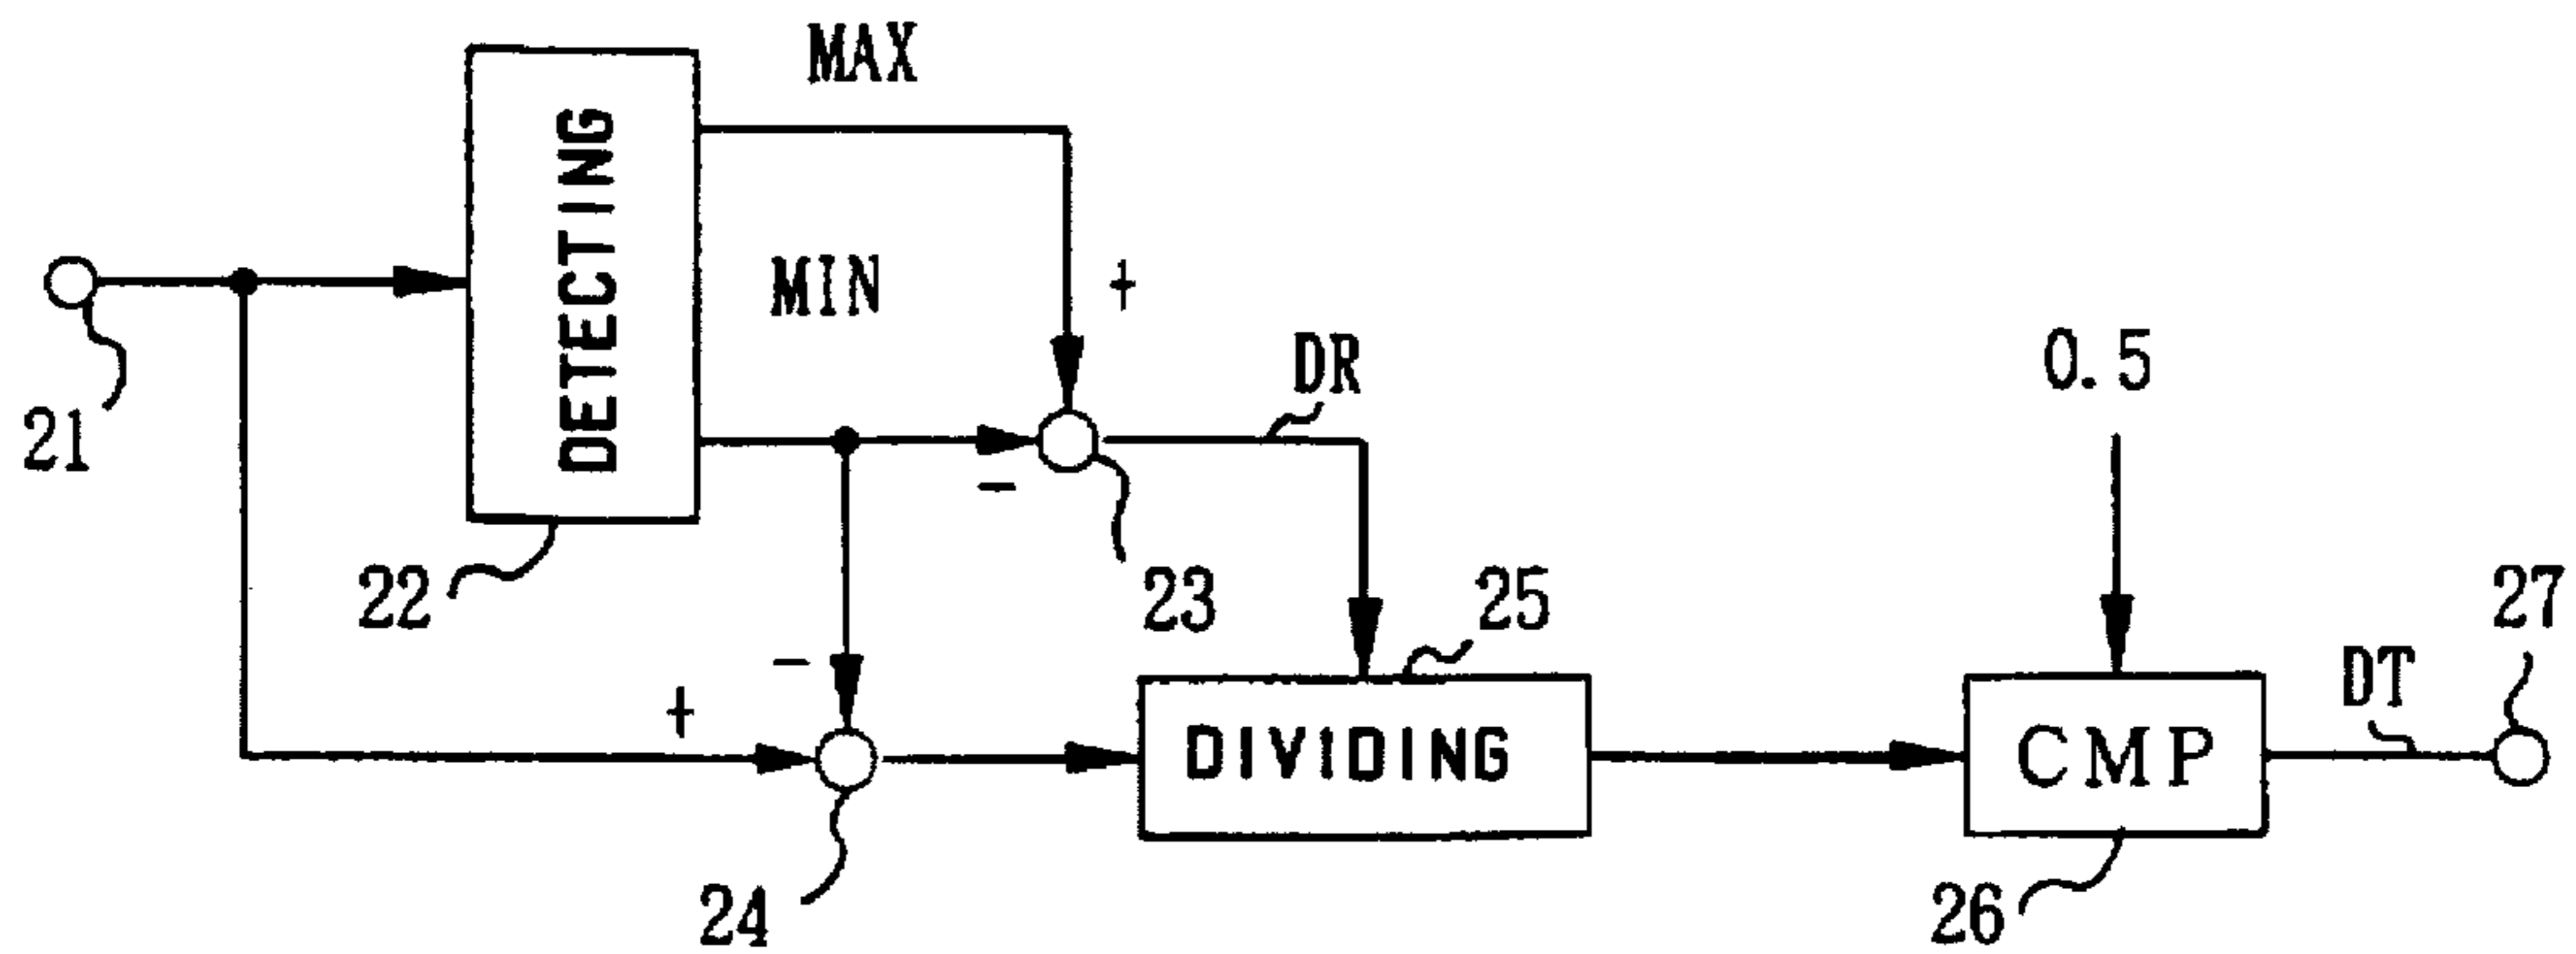 MAX
DETECTING
MIN
+
DR
0.5
21
-
22
23
25
27
-
+
DT
DIVIDING
CMP
24
26